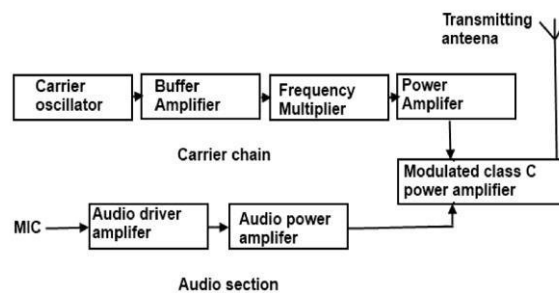 Transmitting
anteena
Carrier
oscillator
Buffer
Amplifier
Frequency
Multiplier
Power
Amplifer
Carrier chain
Modulated class C
power amplifier
MIC
Audio driver
amplifer
Audio power
amplifer
Audio section